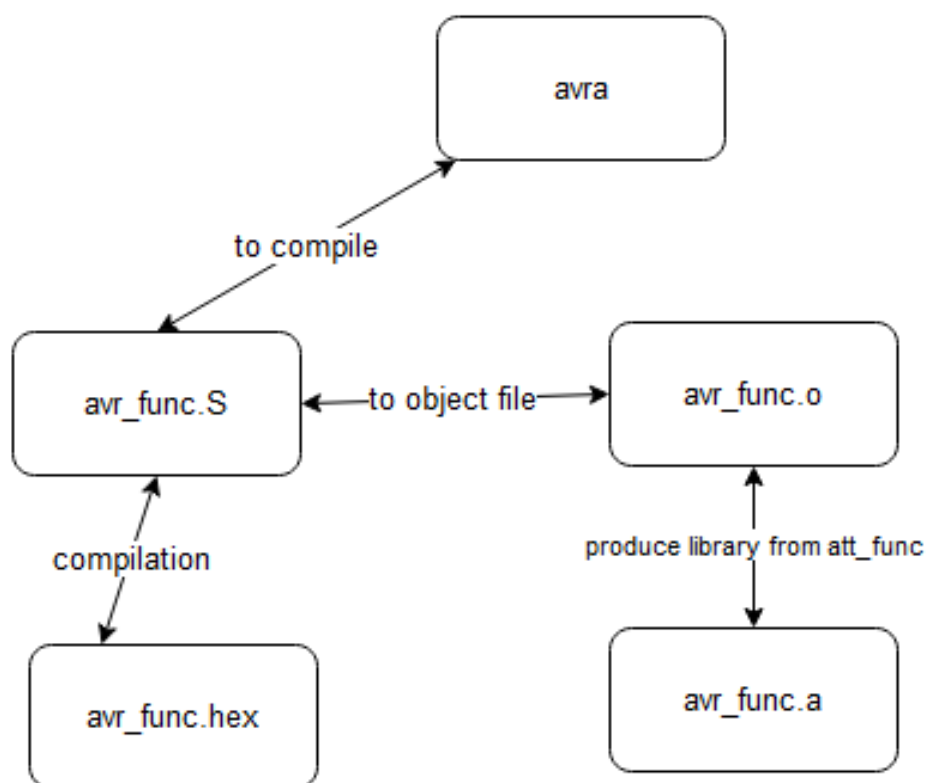 avra
to compile
avr_func.S
to object file
avr_func.o
compilation
produce library from att_func
avr_func.hex
avr_func.a